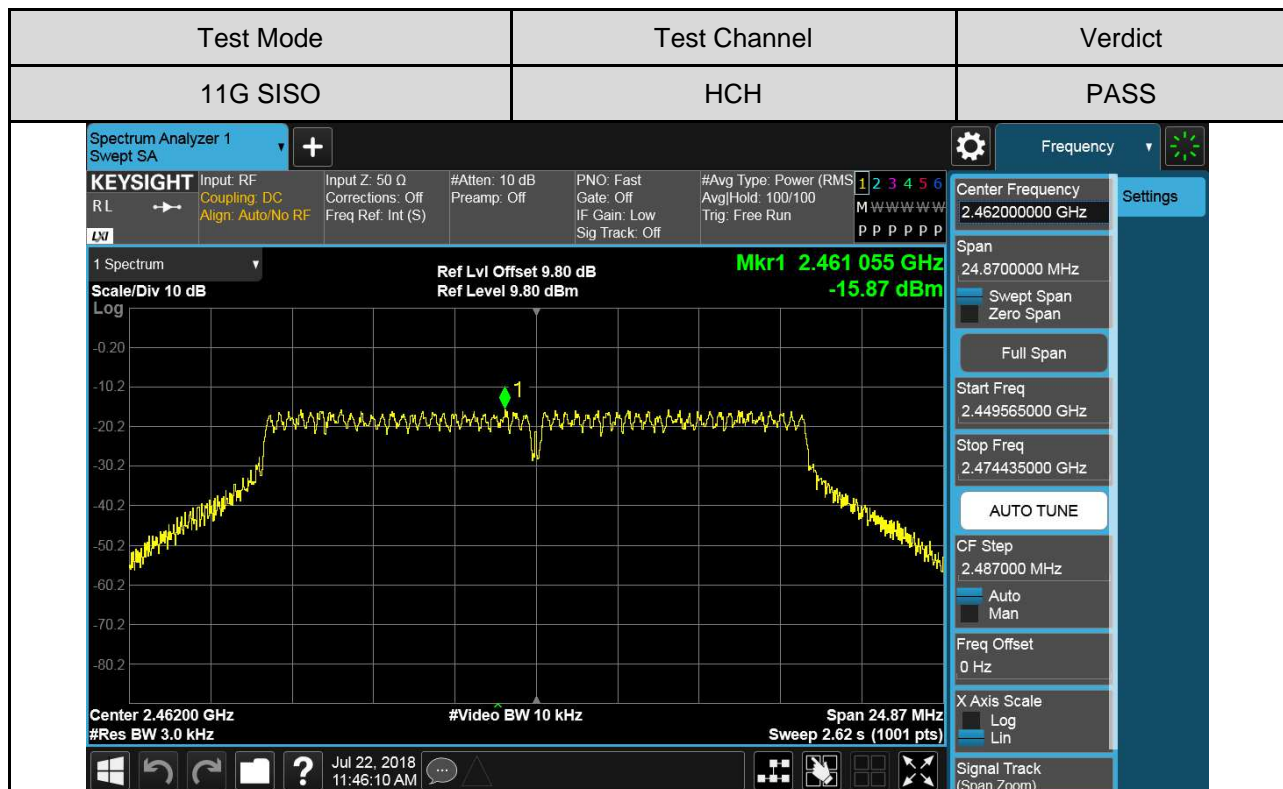 Test Mode Test Channel Verdict
11G SISO HCH PASS
Spectrum Analyzer 1
Swept SA
+
Frequency
KEYSIGHT Input: RF Input Z: 50 Ω #Atten: 10 dB PNO: Fast #Avg Type: Power (RMS 1 2 3 4 5 6
RL Coupling: DC Corrections: Off Preamp: Off Gate: Off Avg|Hold: 100/100 M W W W W W
Align: Auto/No RF Freq Ref: Int (S) IF Gain: Low Trig: Free Run
LXI Sig Track: Off P P P P P P
1 Spectrum Ref Lvl Offset 9.80 dB Mkr1 2.461 055 GHz
Scale/Div 10 dB Ref Level 9.80 dBm -15.87 dBm
Log
-0.20
-10.2
1
-20.2
-30.2
-40.2
-50.2
-60.2
-70.2
-80.2
Center 2.46200 GHz #Video BW 10 kHz Span 24.87 MHz
#Res BW 3.0 kHz Sweep 2.62 s (1001 pts)
? Jul 22, 2018
11:46:10 AM
Center Frequency
2.462000000 GHz
Settings
Span
24.8700000 MHz
Swept Span
Zero Span
Full Span
Start Freq
2.449565000 GHz
Stop Freq
2.474435000 GHz
AUTO TUNE
CF Step
2.487000 MHz
Auto
Man
Freq Offset
0 Hz
X Axis Scale
Log
Lin
Signal Track
(Span Zoom)